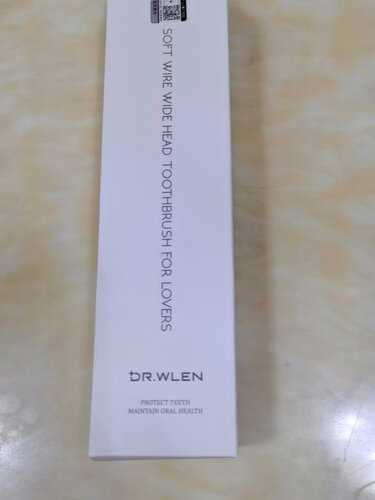 SOFT WIRE WIDE HEAD TOOTHBRUSH FOR LOVERS
DR.WLEN
PROTECT TEETH
MAINTAIN ORAL HEALTH